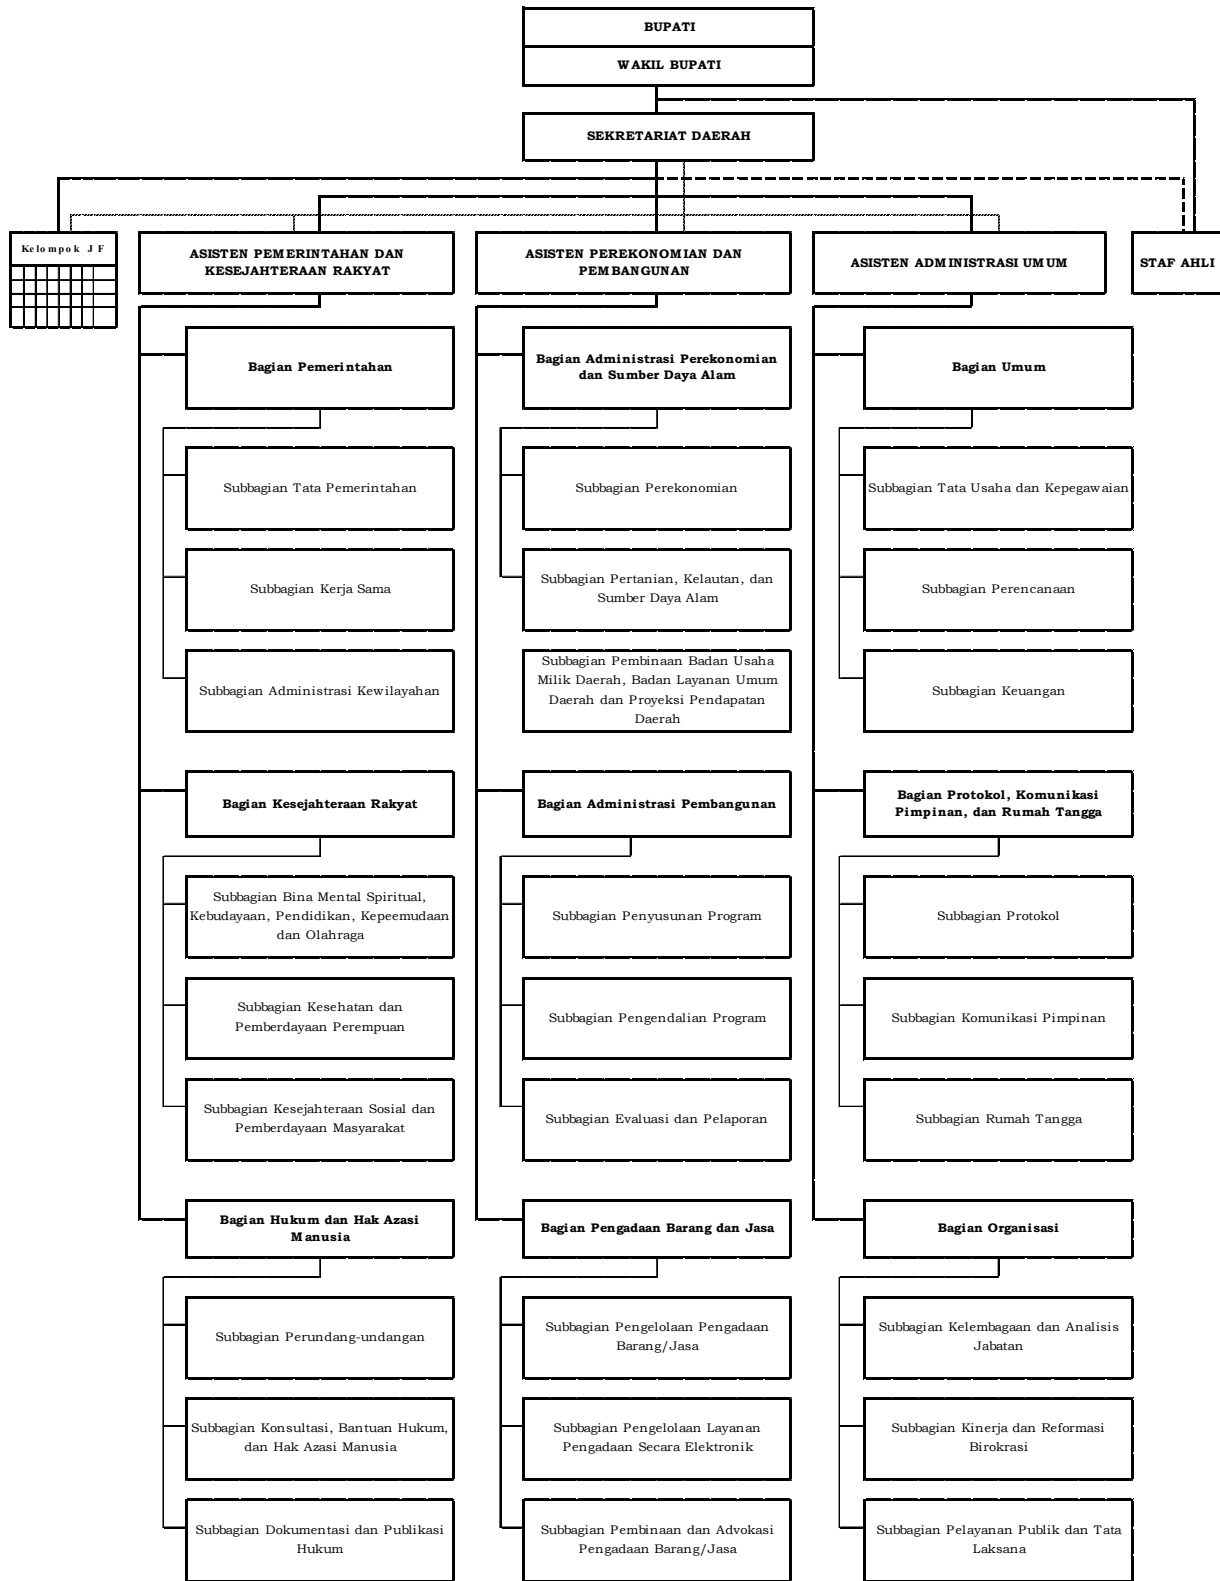 BUPATI
WAKIL BUPATI
SEKRETARIAT DAERAH
Kelompok J F
ASISTEN PEMERINTAHAN DAN
KESEJAHTERAAN RAKYAT
ASISTEN PEREKONOMIAN DAN
PEMBANGUNAN
ASISTEN ADMINISTRASI UMUM
STAF AHLI
Bagian Pemerintahan
Bagian Administrasi Perekonomian
dan Sumber Daya Alam
Bagian Umum
Subbagian Tata Pemerintahan
Subbagian Perekonomian
Subbagian Tata Usaha dan Kepegawaian
Subbagian Kerja Sama
Subbagian Pertanian, Kelautan, dan
Sumber Daya Alam
Subbagian Perencanaan
Subbagian Administrasi Kewilayahan
Subbagian Pembinaan Badan Usaha
Milik Daerah, Badan Layanan Umum
Daerah dan Proyeksi Pendapatan
Daerah
Subbagian Keuangan
Bagian Kesejahteraan Rakyat
Bagian Administrasi Pembangunan
Bagian Protokol, Komunikasi
Pimpinan, dan Rumah Tangga
Subbagian Bina Mental Spiritual,
Kebudayaan, Pendidikan, Kepeemudaan
dan Olahraga
Subbagian Penyusunan Program
Subbagian Protokol
Subbagian Kesehatan dan
Pemberdayaan Perempuan
Subbagian Pengendalian Program
Subbagian Komunikasi Pimpinan
Subbagian Kesejahteraan Sosial dan
Pemberdayaan Masyarakat
Subbagian Evaluasi dan Pelaporan
Subbagian Rumah Tangga
Bagian Hukum dan Hak Azasi
Manusia
Bagian Pengadaan Barang dan Jasa
Bagian Organisasi
Subbagian Perundang-undangan
Subbagian Pengelolaan Pengadaan
Barang/Jasa
Subbagian Kelembagaan dan Analisis
Jabatan
Subbagian Konsultasi, Bantuan Hukum,
dan Hak Azasi Manusia
Subbagian Pengelolaan Layanan
Pengadaan Secara Elektronik
Subbagian Kinerja dan Reformasi
Birokrasi
Subbagian Dokumentasi dan Publikasi
Hukum
Subbagian Pembinaan dan Advokasi
Pengadaan Barang/Jasa
Subbagian Pelayanan Publik dan Tata
Laksana